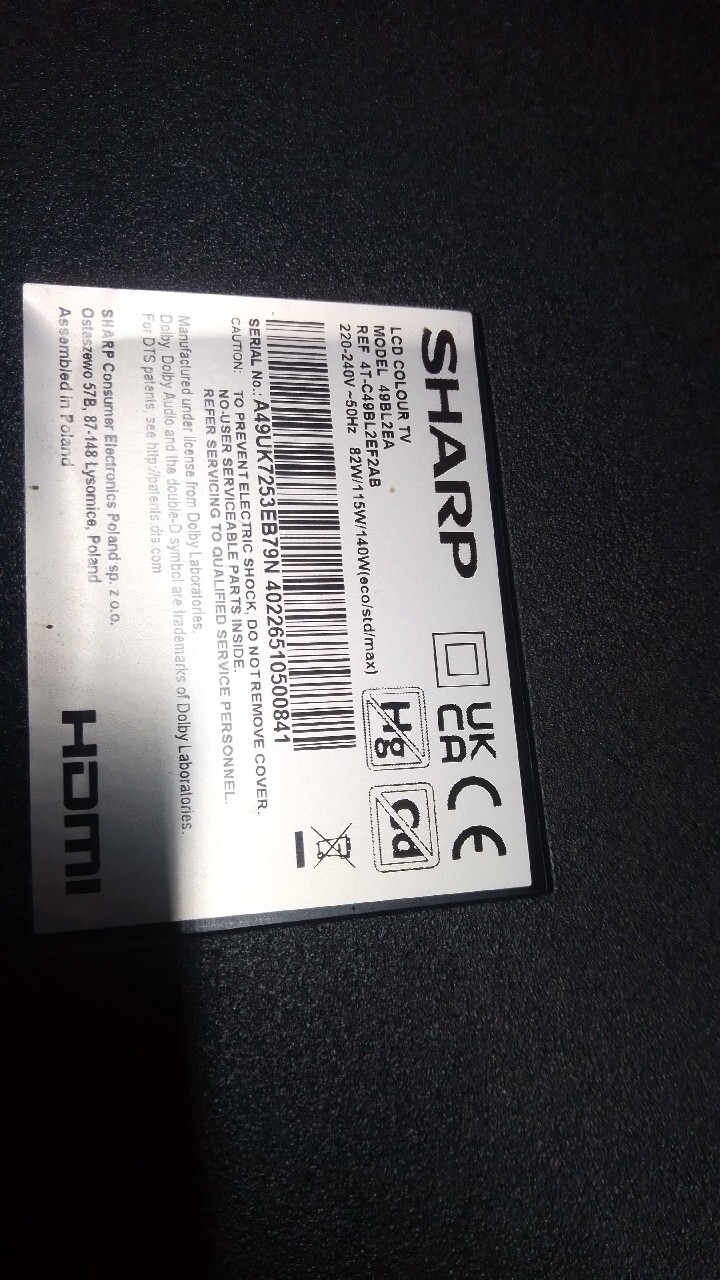 SHARP
UK
CA
CE
LCD COLOUR TV
MODEL 49BL2EA
REF 4T-C49BL2EF2AB
220-240V ~50Hz 82W/115W/140W(eco/std/max)
Hg
Cd
SERIAL No.: A49UK7253EB79N 40226510500841
CAUTION: TO PREVENT ELECTRIC SHOCK, DO NOT REMOVE COVER.
NO-USER SERVICEABLE PARTS INSIDE.
REFER SERVICING TO QUALIFIED SERVICE PERSONNEL.
Manufactured under license from Dolby Laboratories.
Dolby, Dolby Audio and the double-D symbol are trademarks of Dolby Laboratories.
For DTS patents, see http://patents.dts.com
SHARP Consumer Electronics Poland sp. z o.o.
Ostaszewo 57B, 87-148 Łysomice, Poland
Assembled in Poland
HDMI